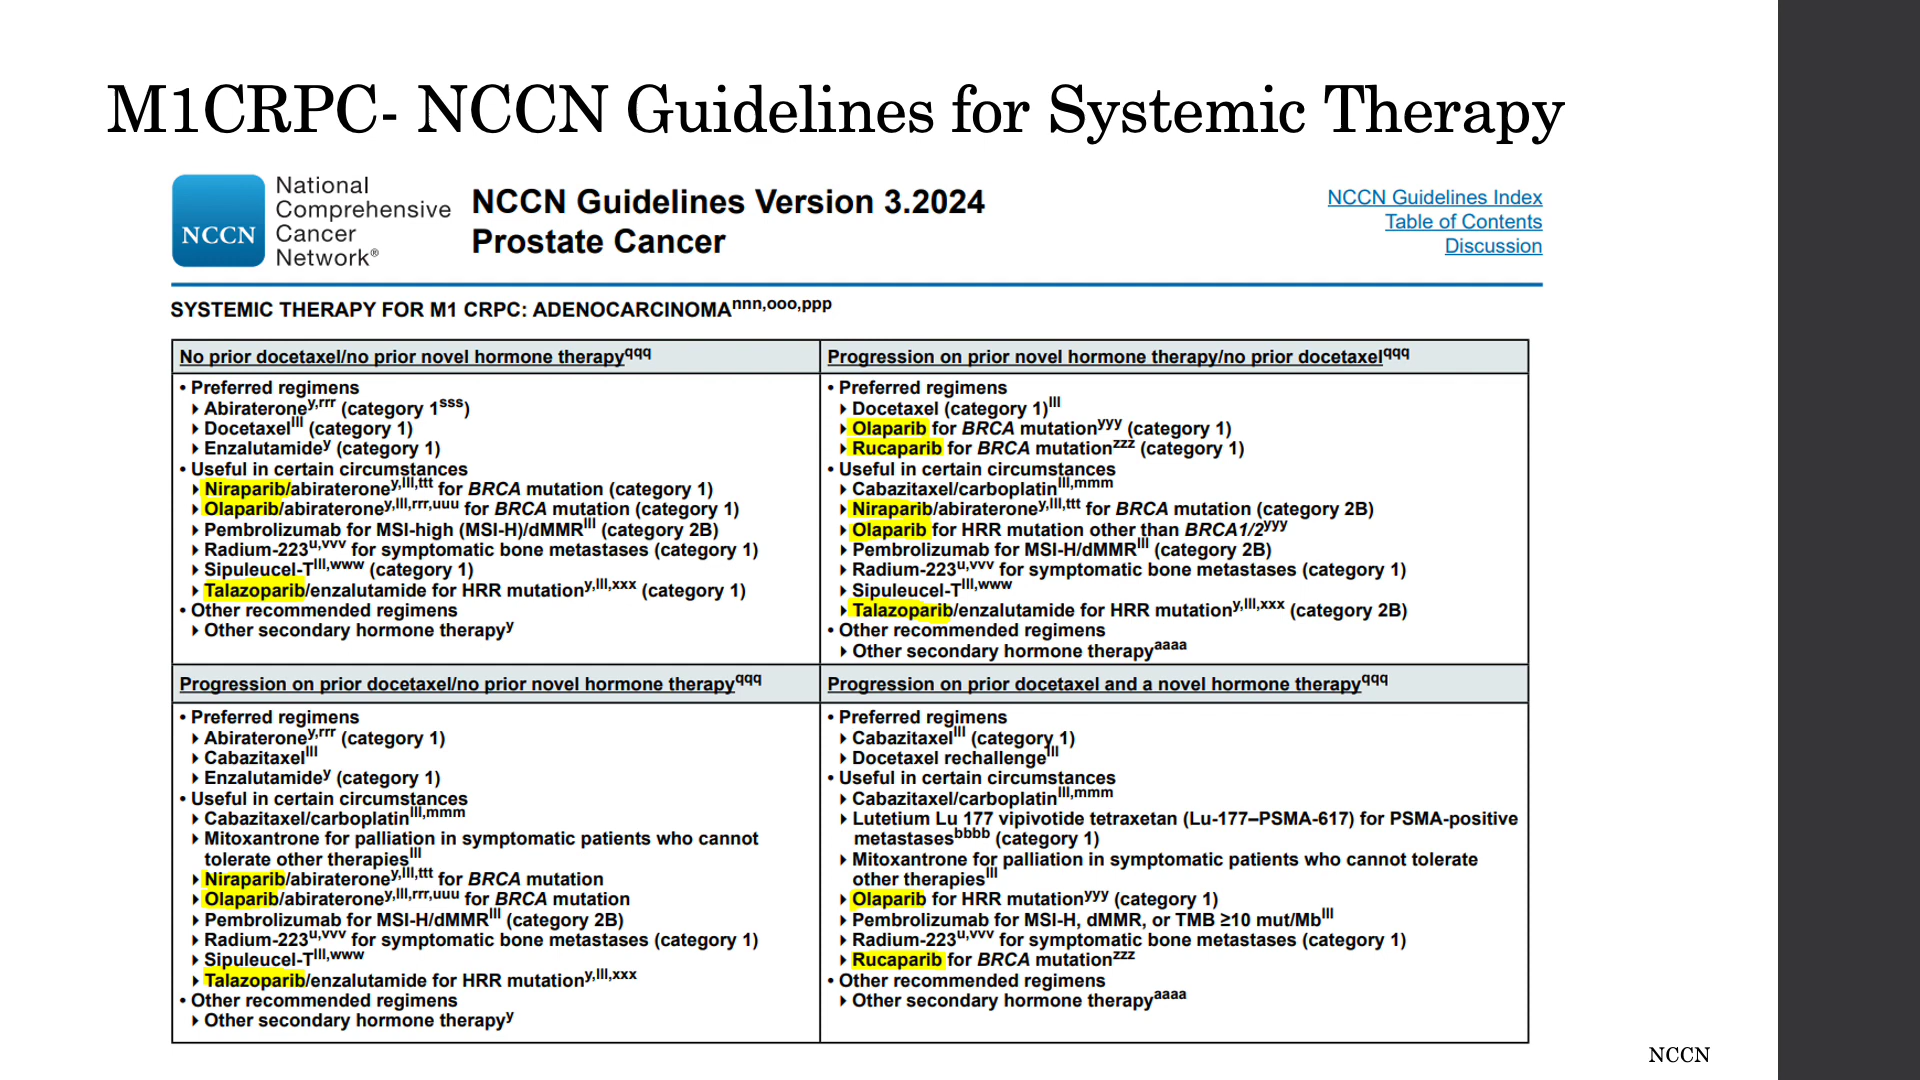 M1CRPC- NCCN Guidelines for Systemic Therapy
NCCN
National
Comprehensive
Cancer
Network®
NCCN Guidelines Version 3.2024
Prostate Cancer
NCCN Guidelines Index
Table of Contents
Discussion
SYSTEMIC THERAPY FOR M1 CRPC: ADENOCARCINOMAnnn,ooo,ppp
No prior docetaxel/no prior novel hormone therapyqqq
• Preferred regimens
Abirateroney,rrr (category 1sss)
Docetaxellll (category 1)
Enzalutamidey (category 1)
• Useful in certain circumstances
Niraparib/abirateroney,lll,ttt for BRCA mutation (category 1)
Olaparib/abirateroney,lll,rrr,uuu for BRCA mutation (category 1)
Pembrolizumab for MSI-high (MSI-H)/dMMRlll (category 2B)
Radium-223u,vvv for symptomatic bone metastases (category 1)
Sipuleucel-Tlll,www (category 1)
Talazoparib/enzalutamide for HRR mutationy,lll,xxx (category 1)
• Other recommended regimens
Other secondary hormone therapyy
Progression on prior novel hormone therapy/no prior docetaxelqqq
• Preferred regimens
Docetaxel (category 1)lll
Olaparib for BRCA mutationyyy (category 1)
Rucaparib for BRCA mutationzzz (category 1)
• Useful in certain circumstances
Cabazitaxel/carboplatinlll,mmm
Niraparib/abirateroney,lll,ttt for BRCA mutation (category 2B)
Olaparib for HRR mutation other than BRCA1/2yyy
Pembrolizumab for MSI-H/dMMRlll (category 2B)
Radium-223u,vvv for symptomatic bone metastases (category 1)
Sipuleucel-Tlll,www
Talazoparib/enzalutamide for HRR mutationy,lll,xxx (category 2B)
• Other recommended regimens
Other secondary hormone therapyaaaa
Progression on prior docetaxel/no prior novel hormone therapyqqq
• Preferred regimens
Abirateroney,rrr (category 1)
Cabazitaxellll
Enzalutamidey (category 1)
• Useful in certain circumstances
Cabazitaxel/carboplatinlll,mmm
Mitoxantrone for palliation in symptomatic patients who cannot
tolerate other therapieslll
Niraparib/abirateroney,lll,ttt for BRCA mutation
Olaparib/abirateroney,lll,rrr,uuu for BRCA mutation
Pembrolizumab for MSI-H/dMMRlll (category 2B)
Radium-223u,vvv for symptomatic bone metastases (category 1)
Sipuleucel-Tlll,www
Talazoparib/enzalutamide for HRR mutationy,lll,xxx
• Other recommended regimens
Other secondary hormone therapyy
Progression on prior docetaxel and a novel hormone therapyqqq
• Preferred regimens
Cabazitaxellll (category 1)
Docetaxel rechallengelll
• Useful in certain circumstances
Cabazitaxel/carboplatinlll,mmm
Lutetium Lu 177 vipivotide tetraxetan (Lu-177–PSMA-617) for PSMA-positive
metastasesbbbb (category 1)
Mitoxantrone for palliation in symptomatic patients who cannot tolerate
other therapieslll
Olaparib for HRR mutationyyy (category 1)
Pembrolizumab for MSI-H, dMMR, or TMB ≥10 mut/Mblll
Radium-223u,vvv for symptomatic bone metastases (category 1)
Rucaparib for BRCA mutationzzz
• Other recommended regimens
Other secondary hormone therapyaaaa
NCCN